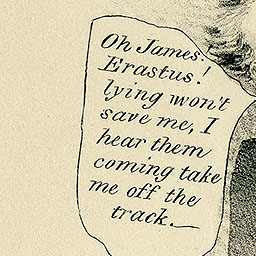 Oh James.
Erastus!
lying won't
save me, I
hear them
coming take
me off the
track.—